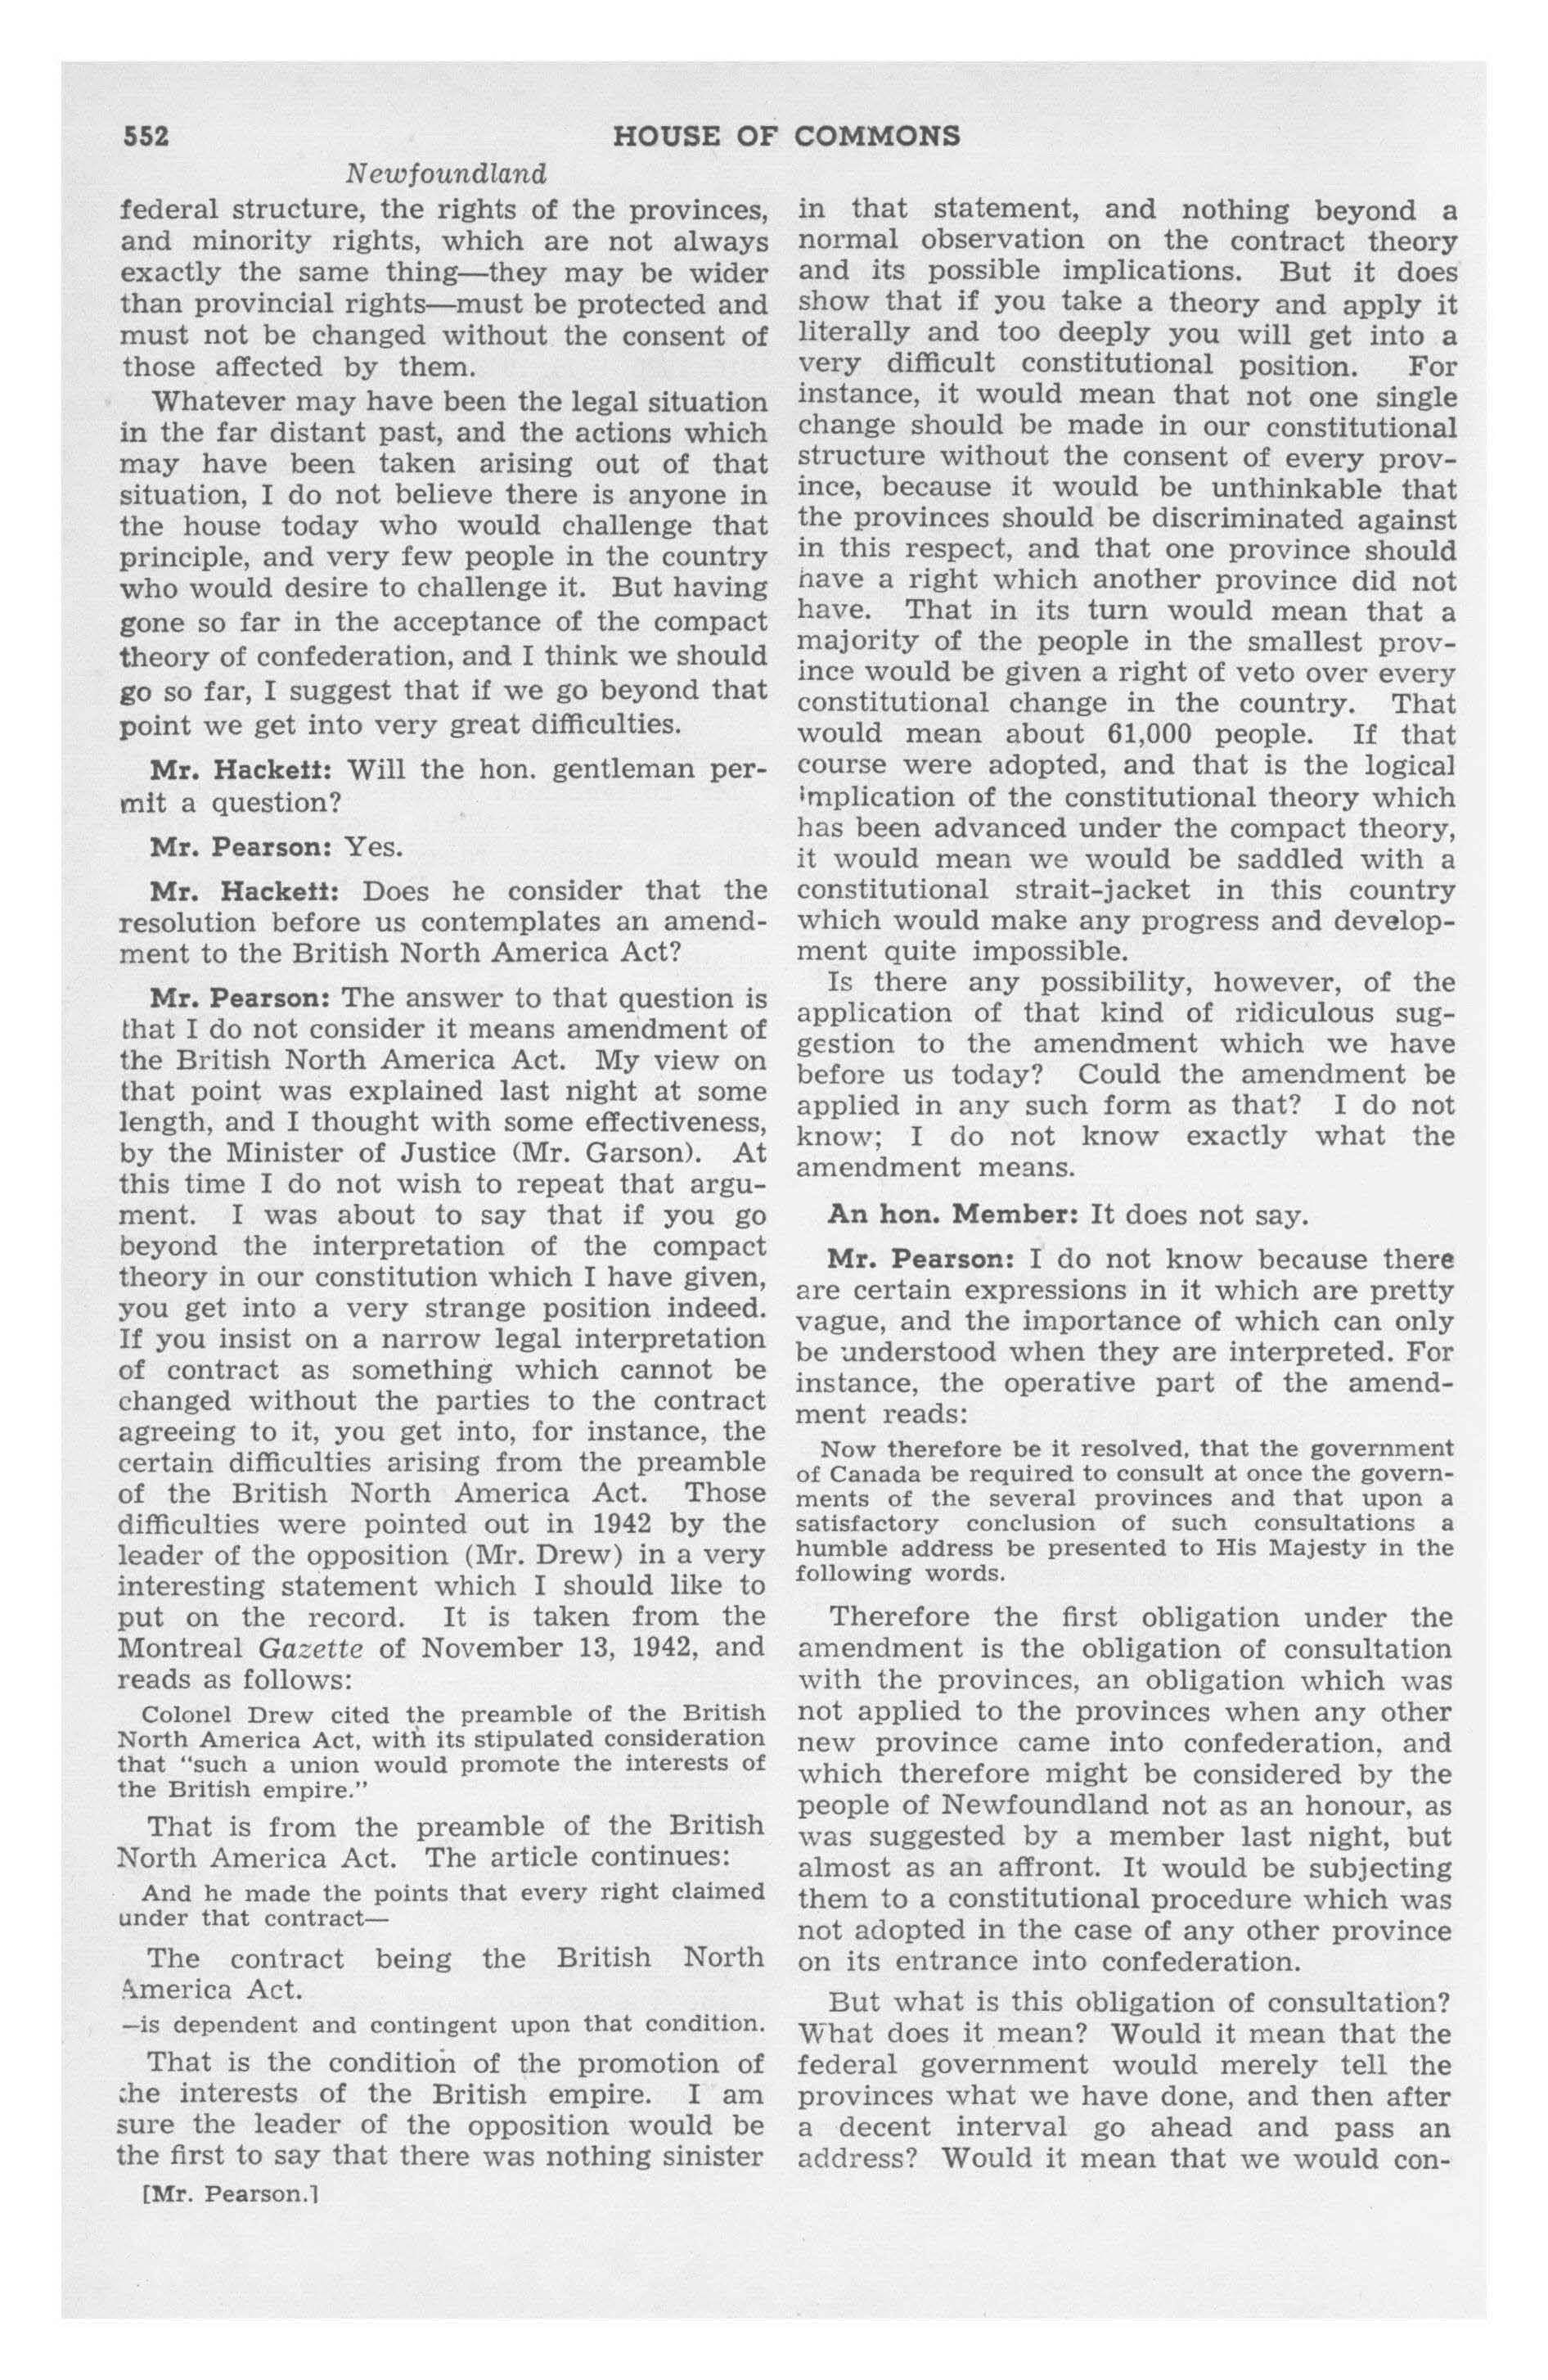 552
HOUSE OF COMMONS
Newfoundland
federal structure, the rights of the provinces,
and minority rights, which are not always
exactly the same thing—they may be wider
than provincial rights—must be protected and
must not be changed without the consent of
those affected by them.
Whatever may have been the legal situation
in the far distant past, and the actions which
may have been taken arising out of that
situation, I do not believe there is anyone in
the house today who would challenge that
principle, and very few people in the country
who would desire to challenge it. But having
gone so far in the acceptance of the compact
theory of confederation, and I think we should
go so far, I suggest that if we go beyond that
point we get into very great difficulties.
Mr. Hackett: Will the hon. gentleman per-
mit a question?
Mr. Pearson: Yes.
Mr. Hackett: Does he consider that the
resolution before us contemplates an amend-
ment to the British North America Act?
Mr. Pearson: The answer to that question is
that I do not consider it means amendment of
the British North America Act. My view on
that point was explained last night at some
length, and I thought with some effectiveness,
by the Minister of Justice (Mr. Garson). At
this time I do not wish to repeat that argu-
ment. I was about to say that if you go
beyond the interpretation of the compact
theory in our constitution which I have given,
you get into a very strange position indeed.
If you insist on a narrow legal interpretation
of contract as something which cannot be
changed without the parties to the contract
agreeing to it, you get into, for instance, the
certain difficulties arising from the preamble
of the British North America Act. Those
difficulties were pointed out in 1942 by the
leader of the opposition (Mr. Drew) in a very
interesting statement which I should like to
put on the record. It is taken from the
Montreal Gazette of November 13, 1942, and
reads as follows:
Colonel Drew cited the preamble of the British
North America Act, with its stipulated consideration
that "such a union would promote the interests of
the British empire."
That is from the preamble of the British
North America Act. The article continues:
And he made the points that every right claimed
under that contract—
The contract being the British North
America Act.
—is dependent and contingent upon that condition.
That is the condition of the promotion of
the interests of the British empire. I am
sure the leader of the opposition would be
the first to say that there was nothing sinister
[Mr. Pearson.]
in that statement, and nothing beyond a
normal observation on the contract theory
and its possible implications. But it does
show that if you take a theory and apply it
literally and too deeply you will get into a
very difficult constitutional position. For
instance, it would mean that not one single
change should be made in our constitutional
structure without the consent of every prov-
ince, because it would be unthinkable that
the provinces should be discriminated against
in this respect, and that one province should
have a right which another province did not
have. That in its turn would mean that a
majority of the people in the smallest prov-
ince would be given a right of veto over every
constitutional change in the country. That
would mean about 61,000 people. If that
course were adopted, and that is the logical
implication of the constitutional theory which
has been advanced under the compact theory,
it would mean we would be saddled with a
constitutional strait-jacket in this country
which would make any progress and develop-
ment quite impossible.
Is there any possibility, however, of the
application of that kind of ridiculous sug-
gestion to the amendment which we have
before us today? Could the amendment be
applied in any such form as that? I do not
know; I do not know exactly what the
amendment means.
An hon. Member: It does not say.
Mr. Pearson: I do not know because there
are certain expressions in it which are pretty
vague, and the importance of which can only
be understood when they are interpreted. For
instance, the operative part of the amend-
ment reads:
Now therefore be it resolved, that the government
of Canada be required to consult at once the govern-
ments of the several provinces and that upon a
satisfactory conclusion of such consultations a
humble address be presented to His Majesty in the
following words.
Therefore the first obligation under the
amendment is the obligation of consultation
with the provinces, an obligation which was
not applied to the provinces when any other
new province came into confederation, and
which therefore might be considered by the
people of Newfoundland not as an honour, as
was suggested by a member last night, but
almost as an affront. It would be subjecting
them to a constitutional procedure which was
not adopted in the case of any other province
on its entrance into confederation.
But what is this obligation of consultation?
What does it mean? Would it mean that the
federal government would merely tell the
provinces what we have done, and then after
a decent interval go ahead and pass an
address? Would it mean that we would con-